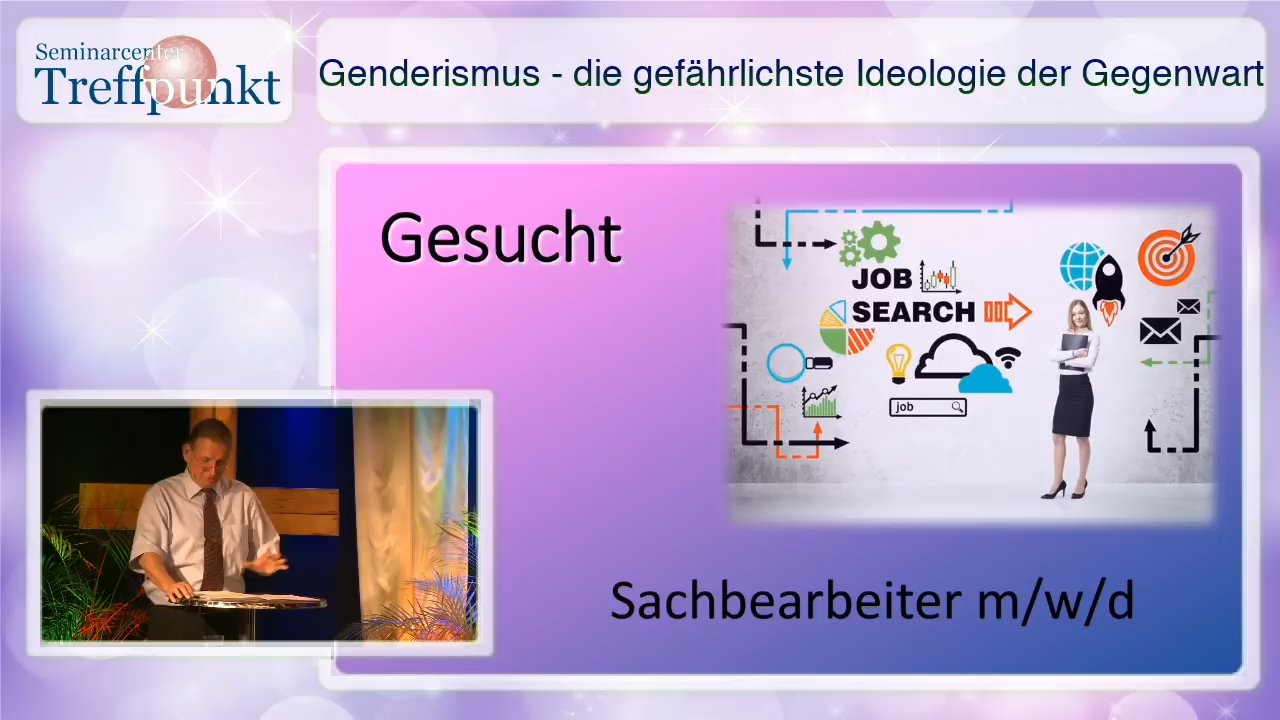 Seminarcenter
Treffpunkt
Genderismus - die gefährlichste Ideologie der Gegenwart
Gesucht
JOB
SEARCH
job
Sachbearbeiter m/w/d